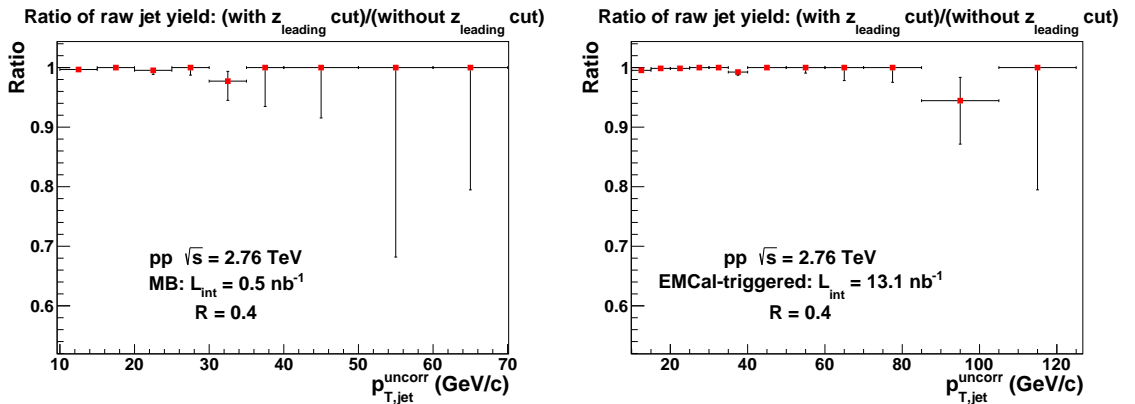 Ratio of raw jet yield: (with z_leading cut)/(without z_leading cut)
Ratio
1
0.9
0.8
0.7
0.6
pp √s = 2.76 TeV
MB: L_int = 0.5 nb^-1
R = 0.4
10 20 30 40 50 60 70
p_T,jet^uncorr (GeV/c)
Ratio of raw jet yield: (with z_leading cut)/(without z_leading cut)
Ratio
1
0.9
0.8
0.7
0.6
pp √s = 2.76 TeV
EMCal-triggered: L_int = 13.1 nb^-1
R = 0.4
20 40 60 80 100 120
p_T,jet^uncorr (GeV/c)